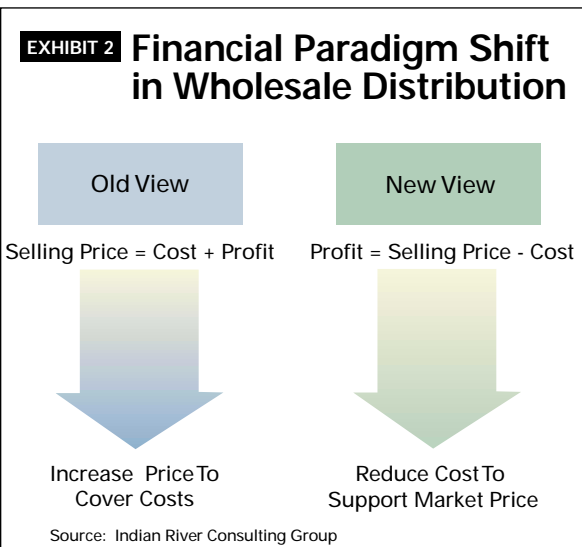 EXHIBIT 2 Financial Paradigm Shift
in Wholesale Distribution
Old View
Selling Price = Cost + Profit
Increase Price To
Cover Costs
New View
Profit = Selling Price - Cost
Reduce Cost To
Support Market Price
Source: Indian River Consulting Group